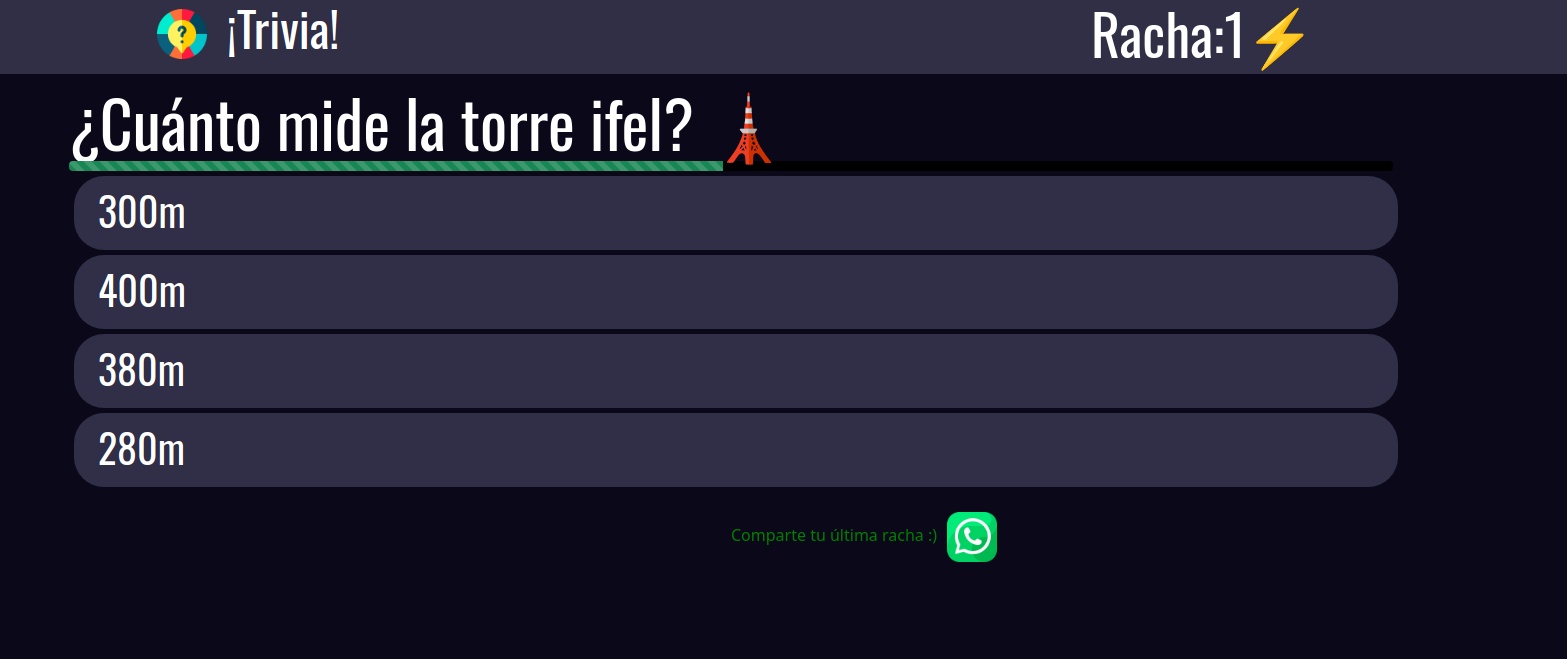 ¡Trivia!
Racha:1⚡
¿Cuánto mide la torre ifel? 🗼
300m
400m
380m
280m
Comparte tu última racha :)